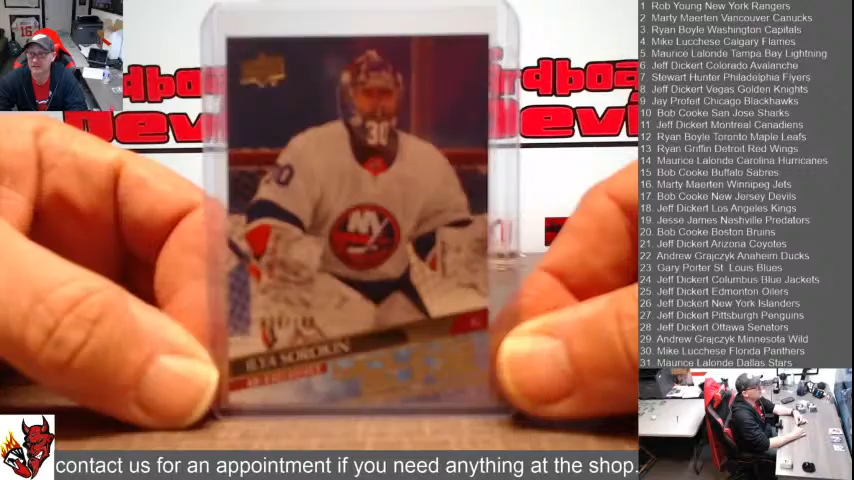 1 Rob Young New York Rangers
2 Marty Maerten Vancouver Canucks
3 Ryan Boyle Washington Capitals
4 Mike Lucchese Calgary Flames
5 Maurice Lalonde Tampa Bay Lightning
6 Jeff Dickert Colorado Avalanche
7 Stewart Hunter Philadelphia Flyers
8 Jeff Dickert Vegas Golden Knights
9 Jay Profeit Chicago Blackhawks
10 Bob Cooke San Jose Sharks
11 Jeff Dickert Montreal Canadiens
12 Ryan Boyle Toronto Maple Leafs
13 Ryan Griffin Detroit Red Wings
14 Maurice Lalonde Carolina Hurricanes
15 Bob Cooke Buffalo Sabres
16. Marty Maerten Winnipeg Jets
17. Bob Cooke New Jersey Devils
18. Jeff Dickert Los Angeles Kings
19. Jesse James Nashville Predators
20. Bob Cooke Boston Bruins
21. Jeff Dickert Arizona Coyotes
22 Andrew Grajczyk Anaheim Ducks
23 Gary Porter St Louis Blues
24 Jeff Dickert Columbus Blue Jackets
25 Jeff Dickert Edmonton Oilers
26 Jeff Dickert New York Islanders
27. Jeff Dickert Pittsburgh Penguins
28 Jeff Dickert Ottawa Senators
29. Andrew Grajczyk Minnesota Wild
30. Mike Lucchese Florida Panthers
31. Maurice Lalonde Dallas Stars
30
NY
ILYA SOROKIN
contact us for an appointment if you need anything at the shop.